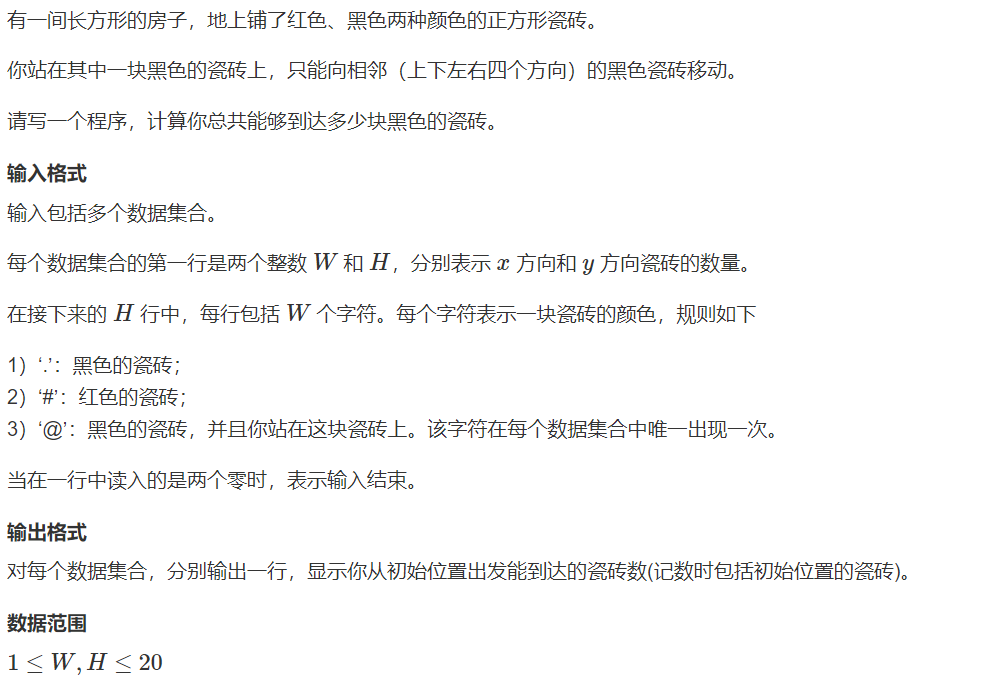 有一间长方形的房子，地上铺了红色、黑色两种颜色的正方形瓷砖。
你站在其中一块黑色的瓷砖上，只能向相邻（上下左右四个方向）的黑色瓷砖移动。
请写一个程序，计算你总共能够到达多少块黑色的瓷砖。
输入格式
输入包括多个数据集合。
每个数据集合的第一行是两个整数 W 和 H，分别表示 x 方向和 y 方向瓷砖的数量。
在接下来的 H 行中，每行包括 W 个字符。每个字符表示一块瓷砖的颜色，规则如下
1）‘.’：黑色的瓷砖；
2）‘#’：红色的瓷砖；
3）‘@’：黑色的瓷砖，并且你站在这块瓷砖上。该字符在每个数据集合中唯一出现一次。
当在一行中读入的是两个零时，表示输入结束。
输出格式
对每个数据集合，分别输出一行，显示你从初始位置出发能到达的瓷砖数(记数时包括初始位置的瓷砖)。
数据范围
1 ≤ W, H ≤ 20